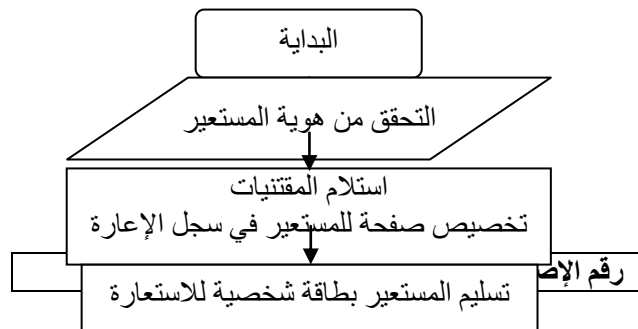 البداية
التحقق من هوية المستعير
استلام المقتنيات
تخصيص صفحة للمستعير في سجل الإعارة
رقم
تسليم المستعير بطاقة شخصية للاستعارة